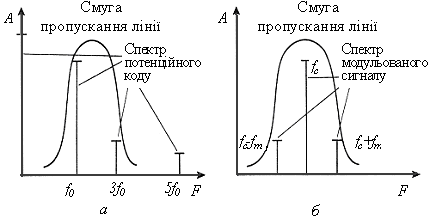 Смуга
пропускання лінії
A
Спектр
потенційного
коду
f0
3f0
5f0
F
а
Смуга
пропускання лінії
A
Спектр
модульованого
сигналу
fc
fc-fm
fc+fm
F
б